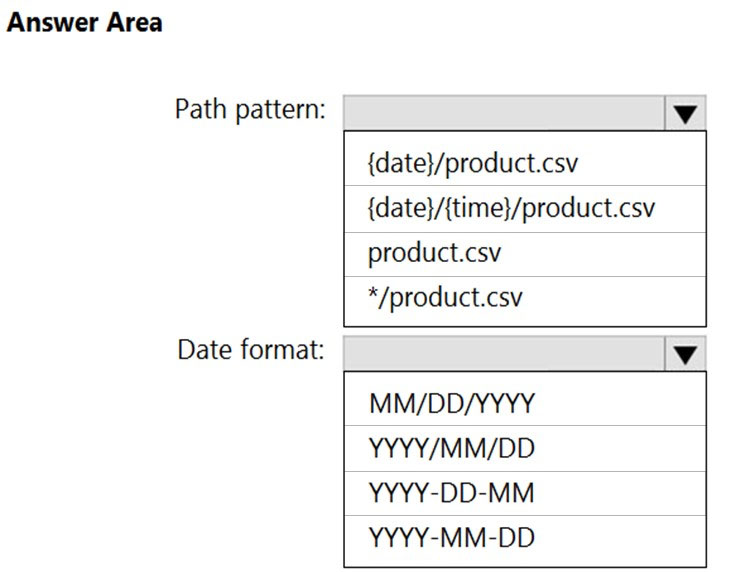 Answer Area
Path pattern:
{date}/product.csv
{date}/{time}/product.csv
product.csv
*/product.csv
Date format:
MM/DD/YYYY
YYYY/MM/DD
YYYY-DD-MM
YYYY-MM-DD